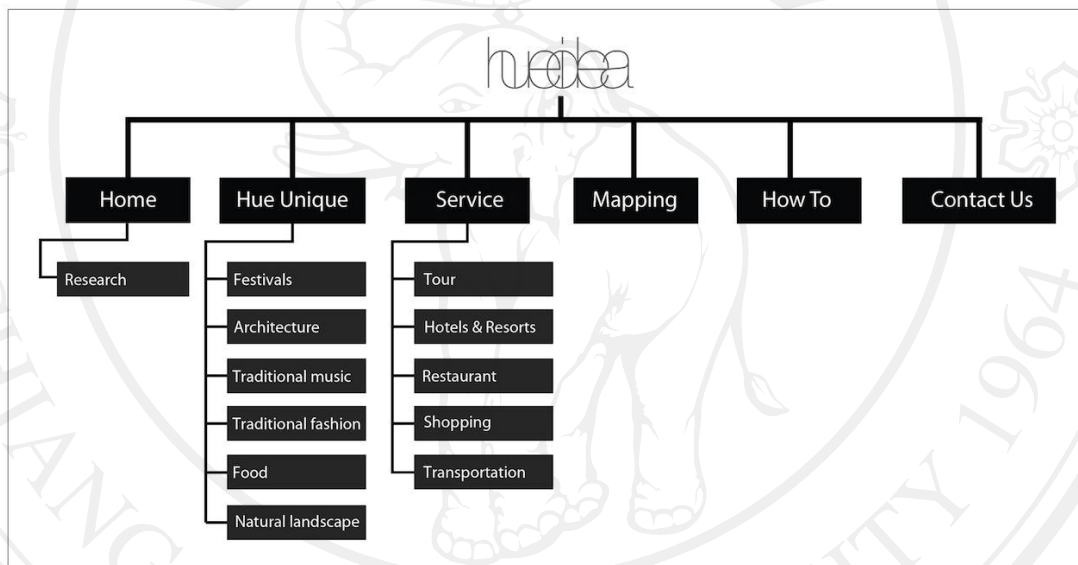 hueidea
Home
Hue Unique
Service
Mapping
How To
Contact Us
Research
Festivals
Architecture
Traditional music
Traditional fashion
Food
Natural landscape
Tour
Hotels & Resorts
Restaurant
Shopping
Transportation
1964